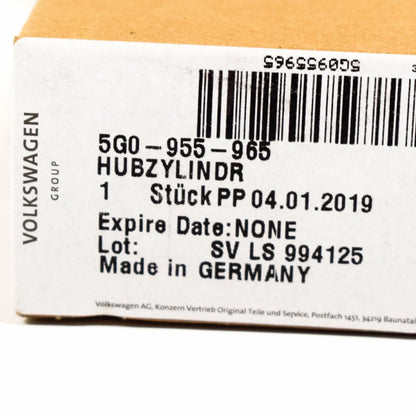 5G0955965
VOLKSWAGEN
GROUP
5G0-955-965
HUBZYLINDR
1 Stück PP 04.01.2019
Expire Date:NONE
Lot: SV LS 994125
Made in GERMANY
Volkswagen AG, Konzern Vertrieb Original Teile und Service, Postfach 1451, 34219 Baunatal